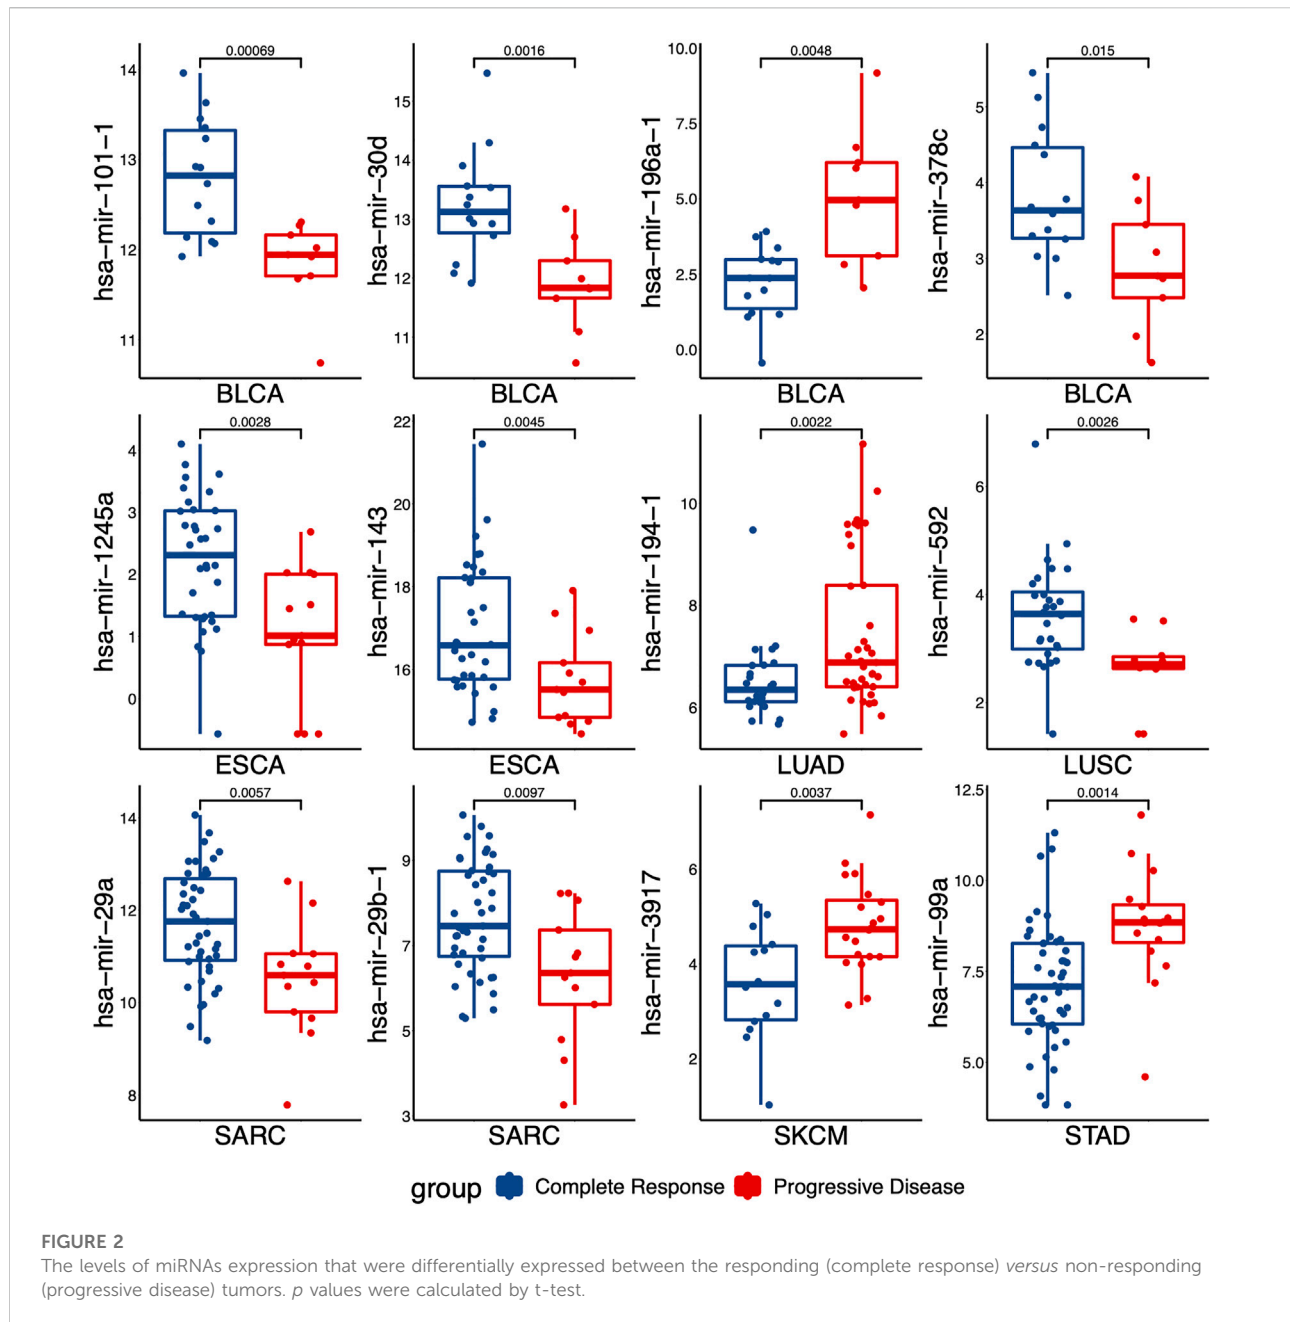 0.00069
hsa-mir-101-1
14
13
12
11
BLCA
0.0016
hsa-mir-30d
15
14
13
12
11
BLCA
0.0048
hsa-mir-196a-1
10.0
7.5
5.0
2.5
0.0
BLCA
0.015
hsa-mir-378c
5
4
3
2
BLCA
0.0028
hsa-mir-1245a
4
3
2
1
0
ESCA
0.0045
hsa-mir-143
22
20
18
16
ESCA
0.0022
hsa-mir-194-1
10
8
6
LUAD
0.0026
hsa-mir-592
6
4
2
LUSC
0.0057
hsa-mir-29a
14
12
10
8
SARC
0.0097
hsa-mir-29b-1
9
7
5
3
SARC
0.0037
hsa-mir-3917
6
4
2
SKCM
0.0014
hsa-mir-99a
12.5
10.0
7.5
5.0
STAD
group Complete Response Progressive Disease
FIGURE 2
The levels of miRNAs expression that were differentially expressed between the responding (complete response) versus non-responding
(progressive disease) tumors. p values were calculated by t-test.